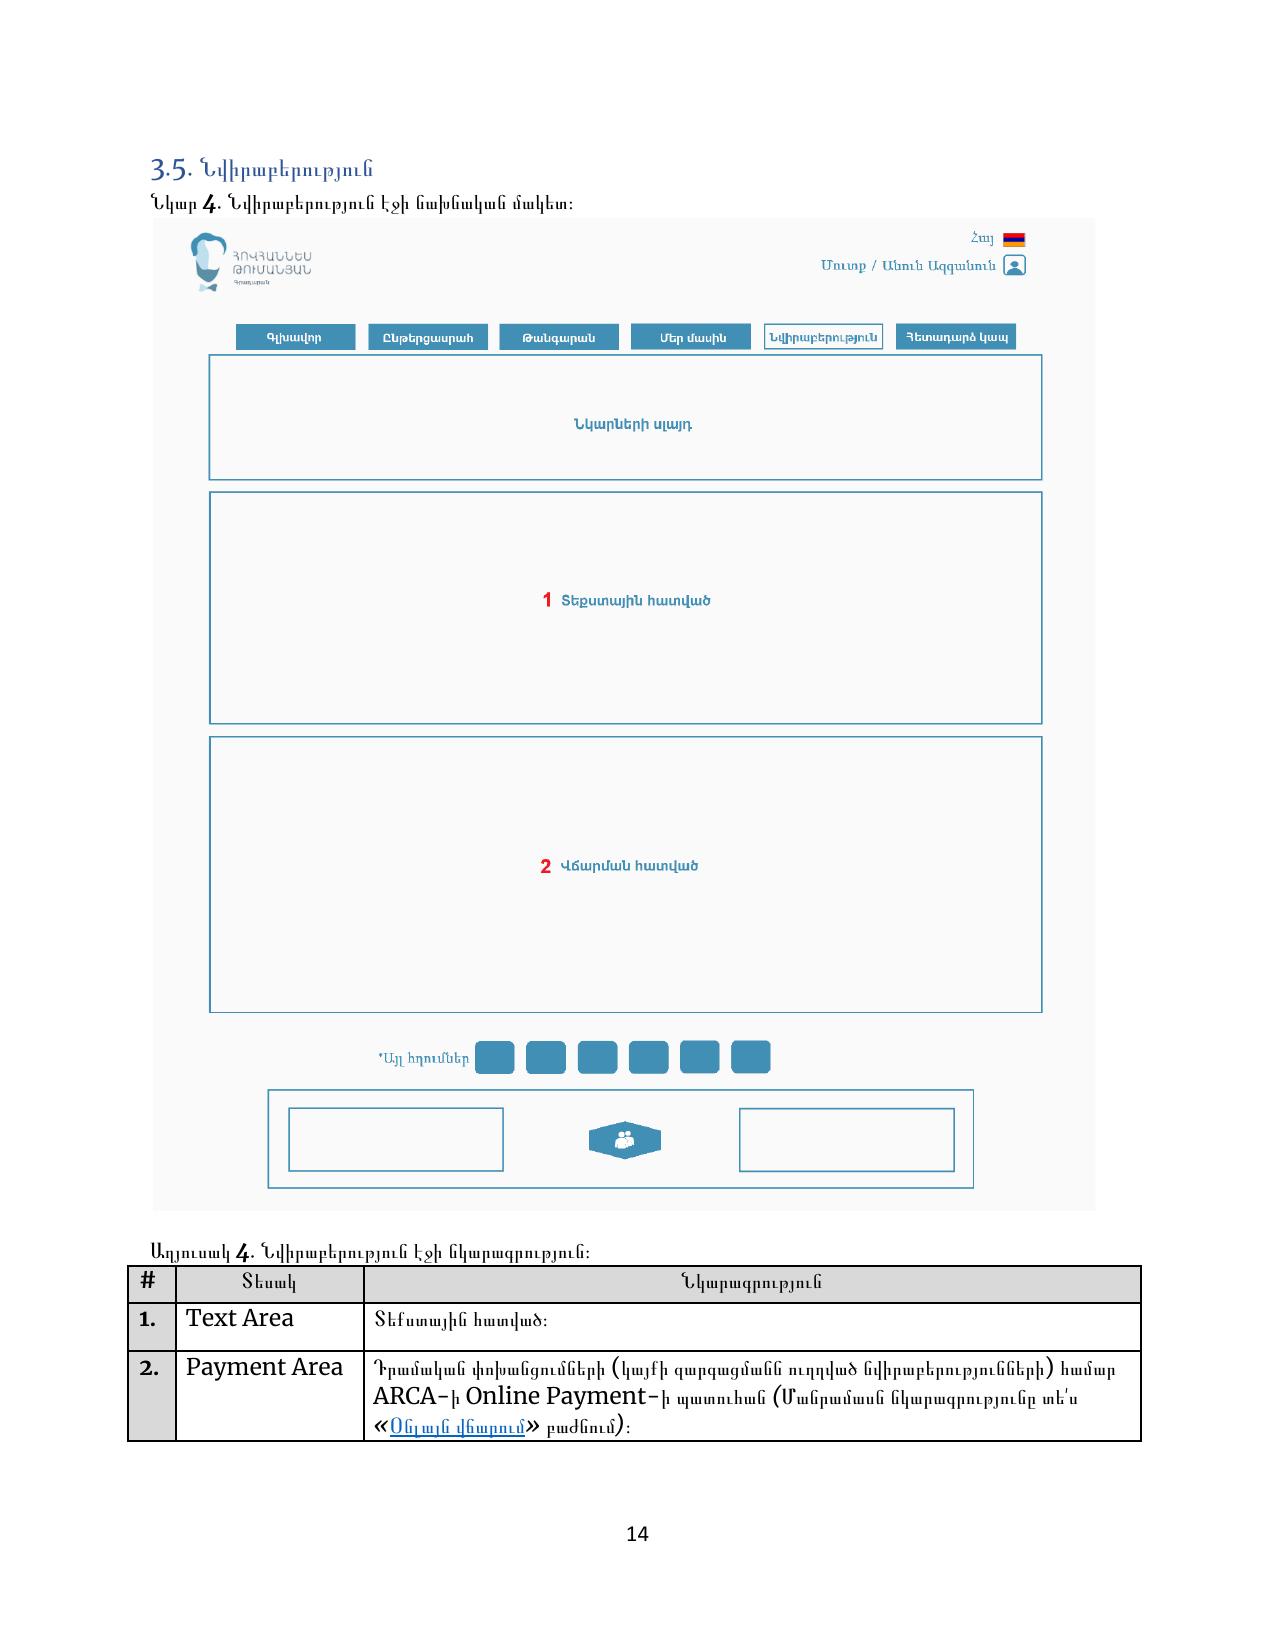 3.5. Նվիրաբերություն
Նկար 4. Նվիրաբերություն էջի նախնական մակետ:
ՀՈՎՀԱՆՆԵՍ
ԹՈՒՄԱՆՅԱՆ
Գրադարան
Հայ
Մուտք / Անուն Ազգանուն
Գլխավոր Ընթերցասրահ Թանգարան Մեր մասին Նվիրաբերություն Հետադարձ կապ
Նկարների սլայդ
1 Տեքստային հատված
2 Վճարման հատված
*Այլ հղումներ
Աղյուսակ 4. Նվիրաբերություն էջի նկարագրություն:
# Տեսակ Նկարագրություն
1. Text Area Տեքստային հատված:
2. Payment Area Դրամական փոխանցումների (կայքի զարգացմանն ուղղված նվիրաբերությունների) համար
ARCA-ի Online Payment-ի պատուհան (Մանրամասն նկարագրությունը տե՛ս
«Օնլայն վճարում» բաժնում):
14